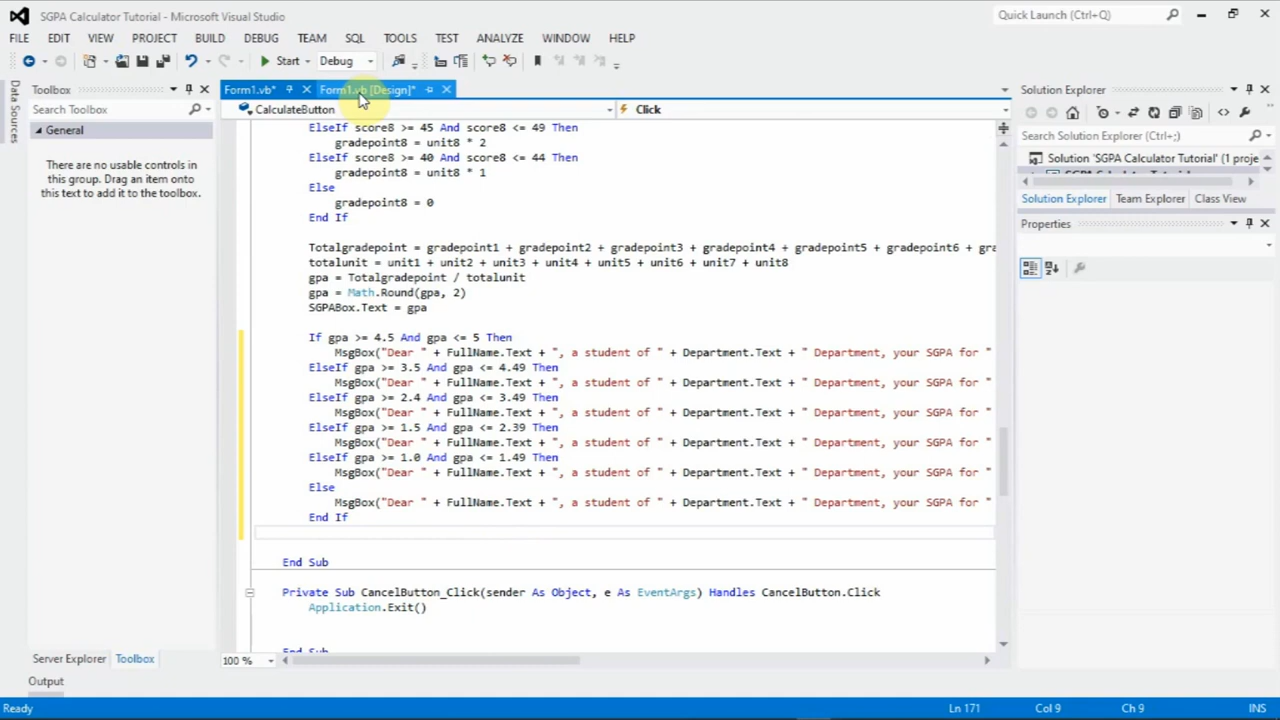 SGPA Calculator Tutorial - Microsoft Visual Studio
Quick Launch (Ctrl+Q)
FILE EDIT VIEW PROJECT BUILD DEBUG TEAM SQL TOOLS TEST ANALYZE WINDOW HELP
Start Debug
Data Sources
Toolbox
Search Toolbox
General
There are no usable controls in
this group. Drag an item onto
this text to add it to the toolbox.
Form1.vb* Form1.vb [Design]*
CalculateButton Click
ElseIf score8 >= 45 And score8 <= 49 Then
gradepoint8 = unit8 * 2
ElseIf score8 >= 40 And score8 <= 44 Then
gradepoint8 = unit8 * 1
Else
gradepoint8 = 0
End If
Totalgradepoint = gradepoint1 + gradepoint2 + gradepoint3 + gradepoint4 + gradepoint5 + gradepoint6 + gra
totalunit = unit1 + unit2 + unit3 + unit4 + unit5 + unit6 + unit7 + unit8
gpa = Totalgradepoint / totalunit
gpa = Math.Round(gpa, 2)
SGPABox.Text = gpa
If gpa >= 4.5 And gpa <= 5 Then
MsgBox("Dear " + FullName.Text + ", a student of " + Department.Text + " Department, your SGPA for "
ElseIf gpa >= 3.5 And gpa <= 4.49 Then
MsgBox("Dear " + FullName.Text + ", a student of " + Department.Text + " Department, your SGPA for "
ElseIf gpa >= 2.4 And gpa <= 3.49 Then
MsgBox("Dear " + FullName.Text + ", a student of " + Department.Text + " Department, your SGPA for "
ElseIf gpa >= 1.5 And gpa <= 2.39 Then
MsgBox("Dear " + FullName.Text + ", a student of " + Department.Text + " Department, your SGPA for "
ElseIf gpa >= 1.0 And gpa <= 1.49 Then
MsgBox("Dear " + FullName.Text + ", a student of " + Department.Text + " Department, your SGPA for "
Else
MsgBox("Dear " + FullName.Text + ", a student of " + Department.Text + " Department, your SGPA for "
End If
End Sub
Private Sub CancelButton_Click(sender As Object, e As EventArgs) Handles CancelButton.Click
Application.Exit()
End Sub
100 %
Solution Explorer
Search Solution Explorer (Ctrl+;)
Solution 'SGPA Calculator Tutorial' (1 proje
Solution Explorer Team Explorer Class View
Properties
Server Explorer Toolbox
Output
Ready Ln 171 Col 9 Ch 9 INS